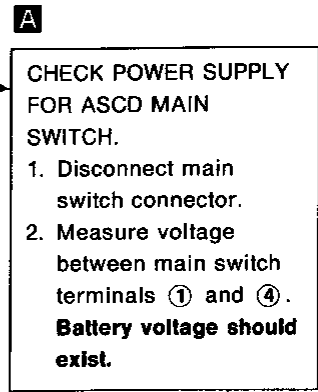 A
CHECK POWER SUPPLY
FOR ASCD MAIN
SWITCH.
1. Disconnect main
switch connector.
2. Measure voltage
between main switch
terminals ① and ④.
Battery voltage should
exist.